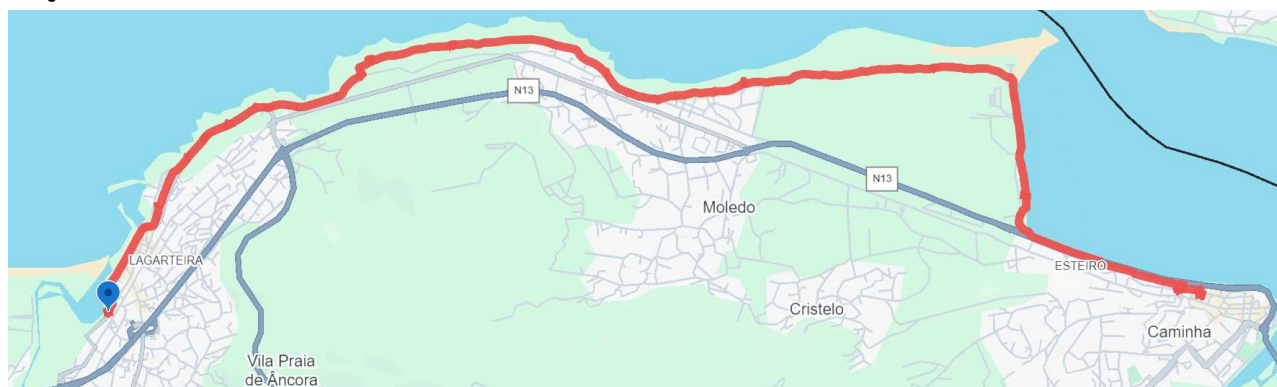 N13
N13
Moledo
LAGARTEIRA
ESTEIRO
Cristelo
Caminha
Vila Praia
de Âncora